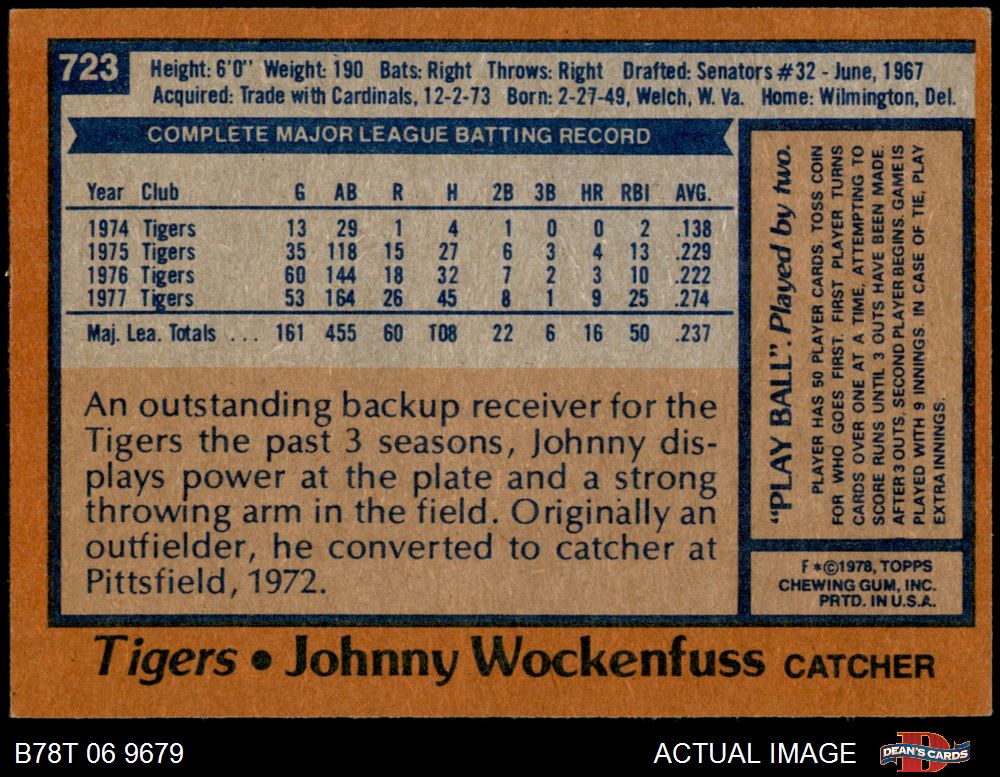 723
Height: 6'0" Weight: 190 Bats: Right Throws: Right Drafted: Senators #32 - June, 1967
Acquired: Trade with Cardinals, 12-2-73 Born: 2-27-49, Welch, W. Va. Home: Wilmington, Del.
COMPLETE MAJOR LEAGUE BATTING RECORD
Year Club G AB R H 2B 3B HR RBI AVG.
1974 Tigers 13 29 1 4 1 0 0 2 .138
1975 Tigers 35 118 15 27 6 3 4 13 .229
1976 Tigers 60 144 18 32 7 2 3 10 .222
1977 Tigers 53 164 26 45 8 1 9 25 .274
Maj. Lea. Totals ... 161 455 60 108 22 6 16 50 .237
An outstanding backup receiver for the
Tigers the past 3 seasons, Johnny dis-
plays power at the plate and a strong
throwing arm in the field. Originally an
outfielder, he converted to catcher at
Pittsfield, 1972.
"PLAY BALL". Played by two.
PLAYER HAS 50 PLAYER CARDS. TOSS COIN
FOR WHO GOES FIRST. FIRST PLAYER TURNS
CARDS OVER ONE AT A TIME, ATTEMPTING TO
SCORE RUNS UNTIL 3 OUTS HAVE BEEN MADE.
AFTER 3 OUTS, SECOND PLAYER BEGINS. GAME IS
PLAYED WITH 9 INNINGS. IN CASE OF TIE, PLAY
EXTRA INNINGS.
F*©1978, TOPPS
CHEWING GUM, INC.
PRTD. IN U.S.A.
Tigers • Johnny Wockenfuss CATCHER
B78T 06 9679
ACTUAL IMAGE
DEAN'S CARDS